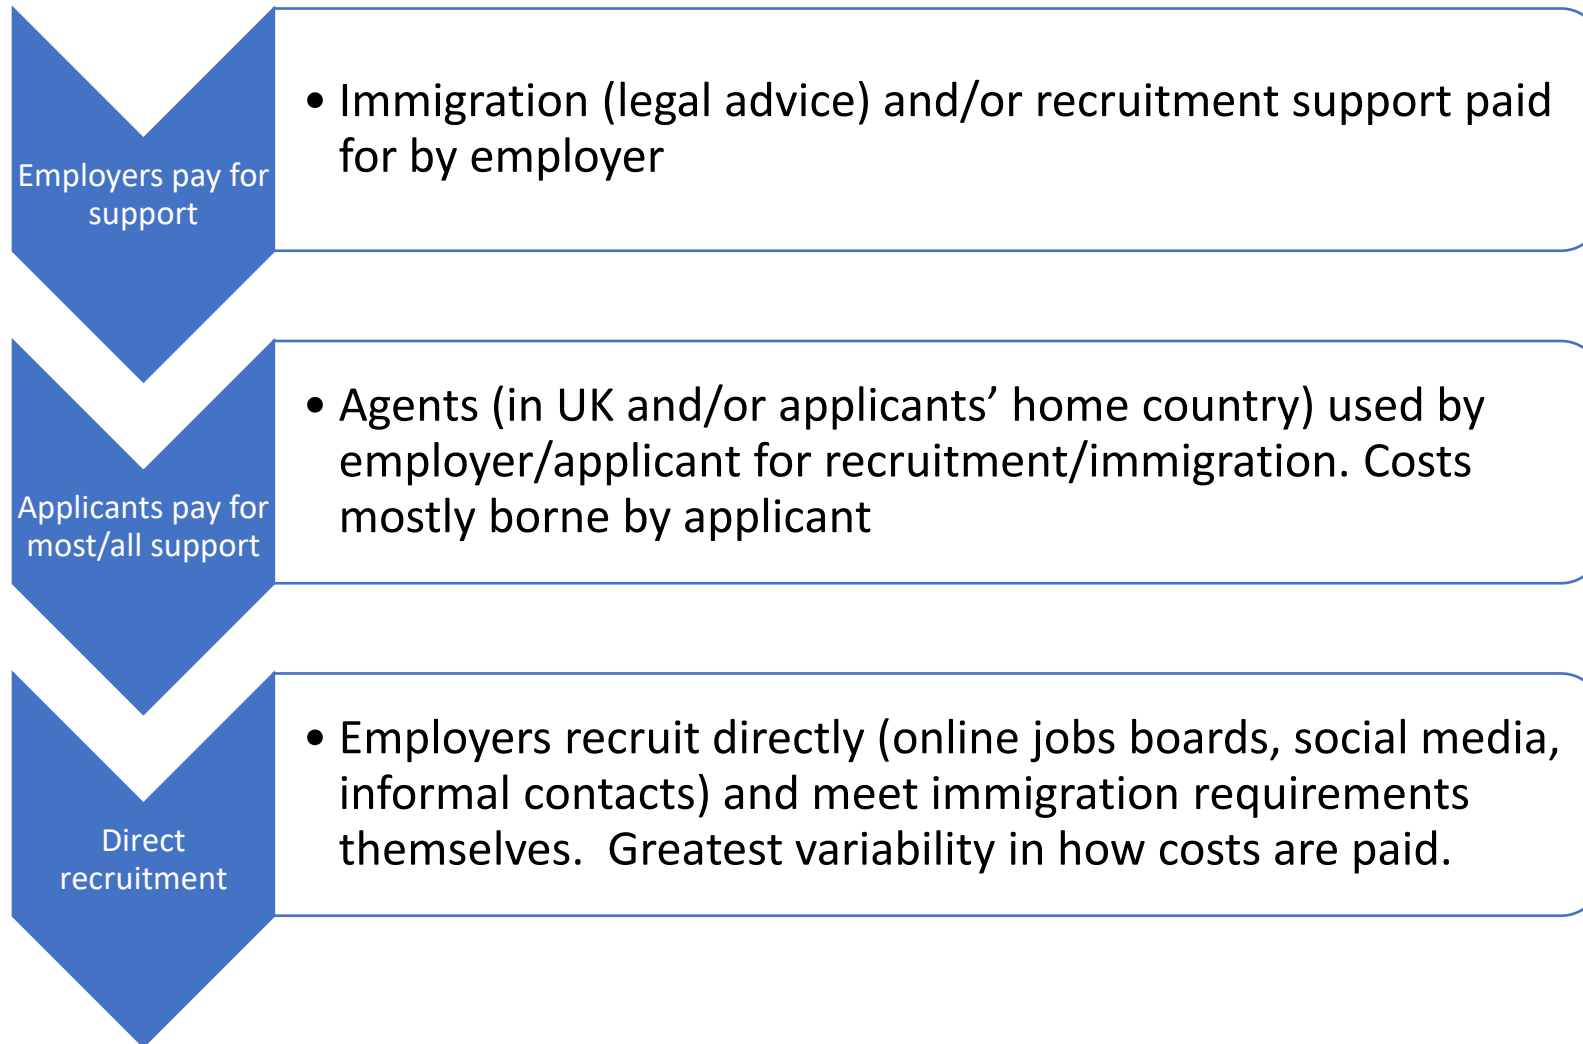 Employers pay for
support
• Immigration (legal advice) and/or recruitment support paid
for by employer
Applicants pay for
most/all support
• Agents (in UK and/or applicants’ home country) used by
employer/applicant for recruitment/immigration. Costs
mostly borne by applicant
Direct
recruitment
• Employers recruit directly (online jobs boards, social media,
informal contacts) and meet immigration requirements
themselves.  Greatest variability in how costs are paid.